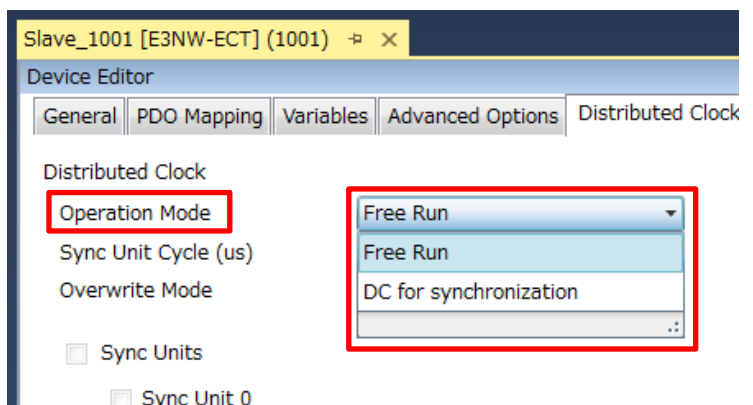 Slave_1001 [E3NW-ECT] (1001)
Device Editor
General PDO Mapping Variables Advanced Options Distributed Clock
Distributed Clock
Operation Mode Free Run
Sync Unit Cycle (us) Free Run
Overwrite Mode DC for synchronization
Sync Units
Sync Unit 0